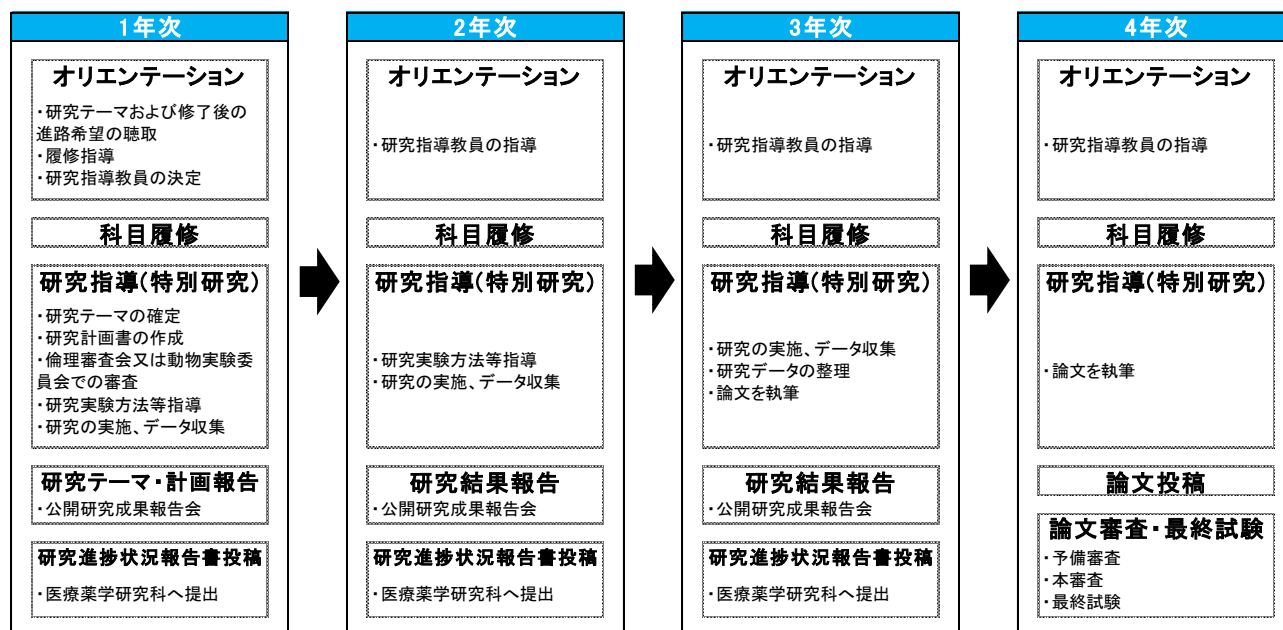 1年次
オリエンテーション
・研究テーマおよび修了後の
進路希望の聴取
・履修指導
・研究指導教員の決定
科目履修
研究指導(特別研究)
・研究テーマの確定
・研究計画書の作成
・倫理審査会又は動物実験委
員会での審査
・研究実験方法等指導
・研究の実施、データ収集
研究テーマ・計画報告
・公開研究成果報告会
研究進捗状況報告書投稿
・医療薬学研究科へ提出
2年次
オリエンテーション
・研究指導教員の指導
科目履修
研究指導(特別研究)
・研究実験方法等指導
・研究の実施、データ収集
研究結果報告
・公開研究成果報告会
研究進捗状況報告書投稿
・医療薬学研究科へ提出
3年次
オリエンテーション
・研究指導教員の指導
科目履修
研究指導(特別研究)
・研究の実施、データ収集
・研究データの整理
・論文を執筆
研究結果報告
・公開研究成果報告会
研究進捗状況報告書投稿
・医療薬学研究科へ提出
4年次
オリエンテーション
・研究指導教員の指導
科目履修
研究指導(特別研究)
・論文を執筆
論文投稿
論文審査・最終試験
・予備審査
・本審査
・最終試験